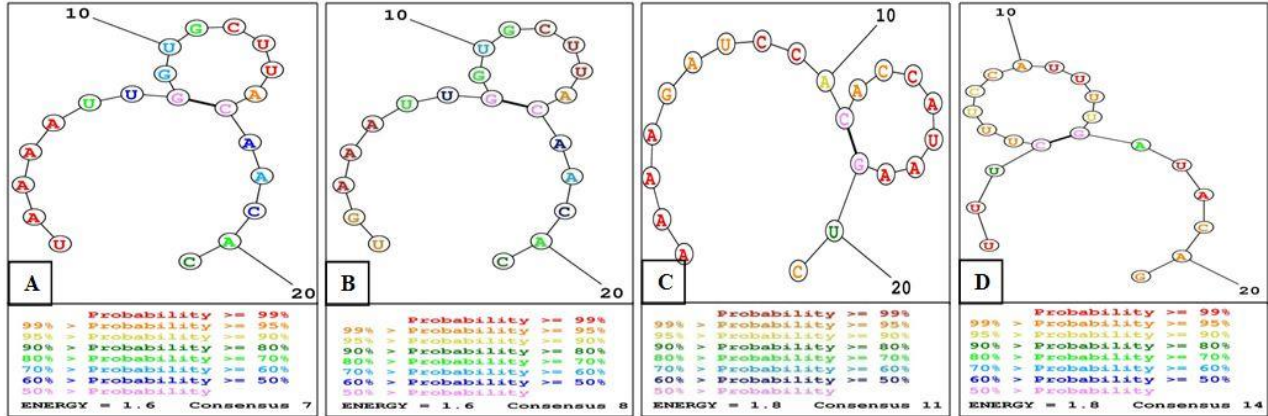 10
U A A A A U U G G U G C U U A C A A C A C
20
A
Probability >= 99%
99% > Probability >= 95%
95% > Probability >= 90%
90% > Probability >= 80%
80% > Probability >= 70%
70% > Probability >= 60%
60% > Probability >= 50%
50% > Probability
ENERGY = 1.6 Consensus 7
10
U G A A A U U G G U G C U U A C A A C A C
20
B
Probability >= 99%
99% > Probability >= 95%
95% > Probability >= 90%
90% > Probability >= 80%
80% > Probability >= 70%
70% > Probability >= 60%
60% > Probability >= 50%
50% > Probability
ENERGY = 1.6 Consensus 8
10
A A A A G A U C C A C A C C A U A A G U C
20
C
Probability >= 99%
99% > Probability >= 95%
95% > Probability >= 90%
90% > Probability >= 80%
80% > Probability >= 70%
70% > Probability >= 60%
60% > Probability >= 50%
50% > Probability
ENERGY = 1.8 Consensus 11
10
U U U C U U U C C A U U U U G A U A C A G
20
D
Probability >= 99%
99% > Probability >= 95%
95% > Probability >= 90%
90% > Probability >= 80%
80% > Probability >= 70%
70% > Probability >= 60%
60% > Probability >= 50%
50% > Probability
ENERGY = 1.8 Consensus 14